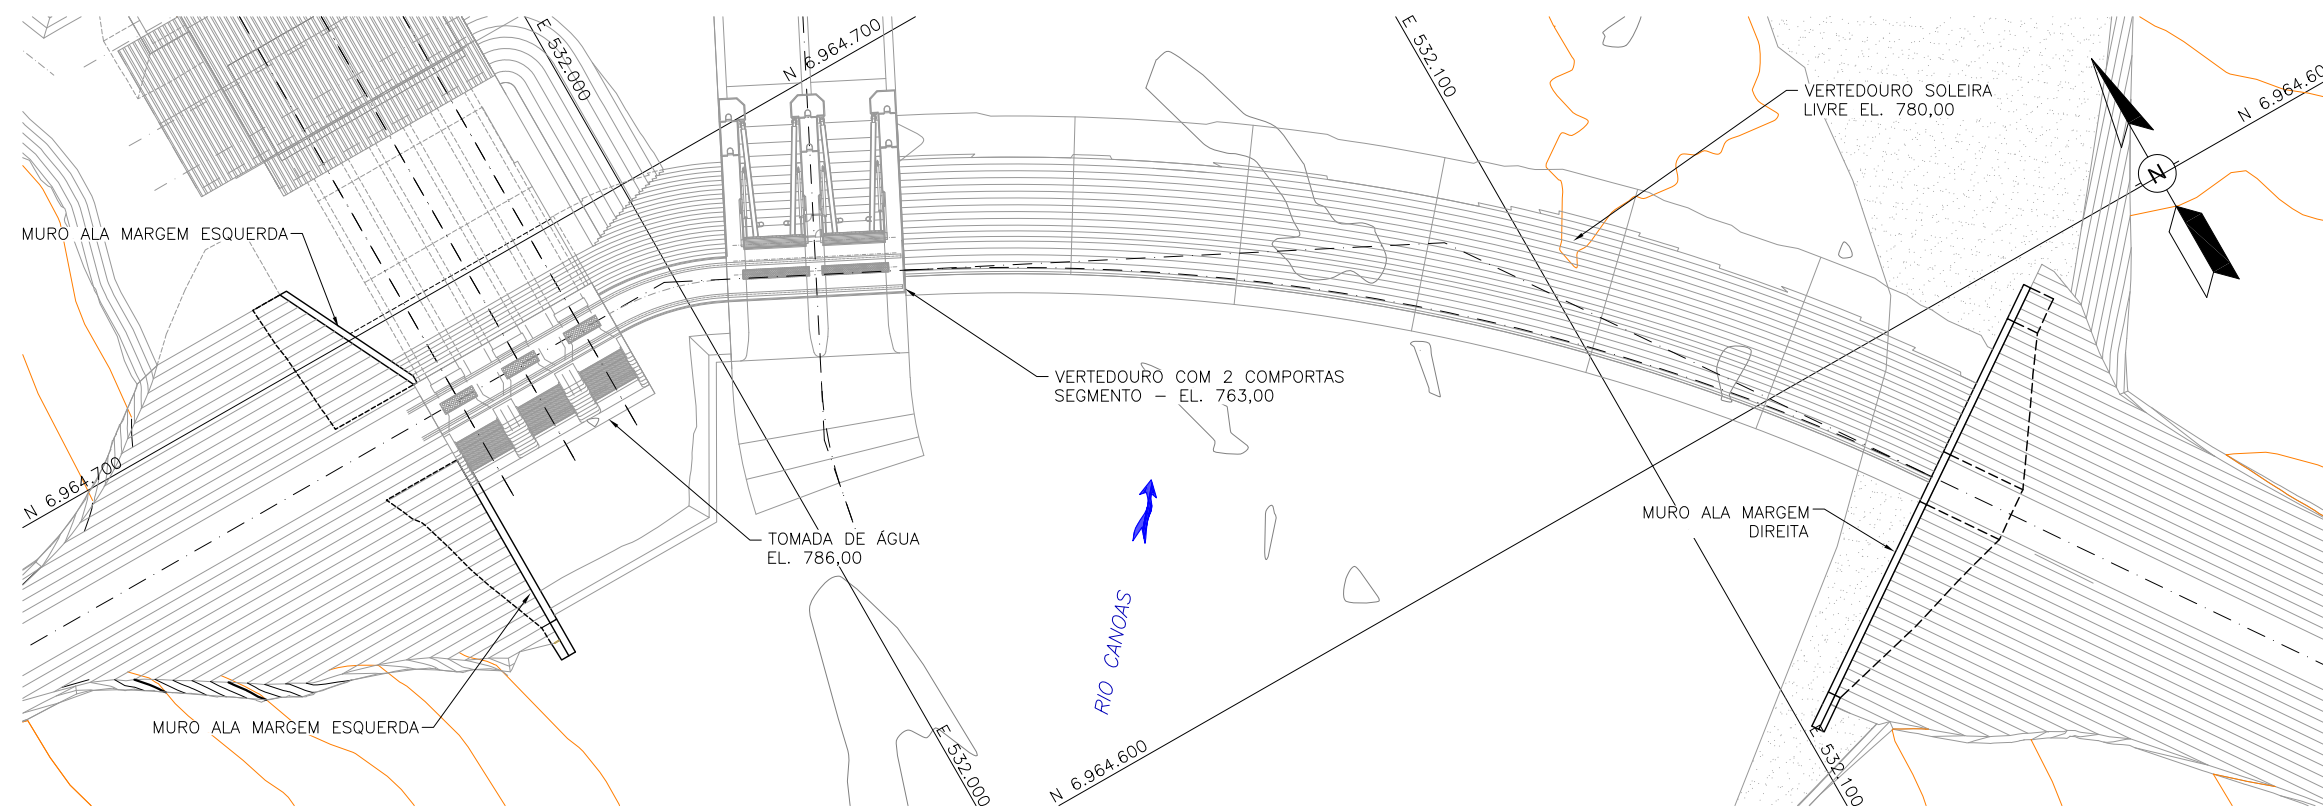 E 532.000
N 6.964.700
E 532.100
VERTEDOURO SOLEIRA
LIVRE EL. 780,00
N 6.964.60
N
MURO ALA MARGEM ESQUERDA
VERTEDOURO COM 2 COMPORTAS
SEGMENTO – EL. 763,00
N 6.964.700
TOMADA DE ÁGUA
EL. 786,00
MURO ALA MARGEM
DIREITA
RIO CANOAS
MURO ALA MARGEM ESQUERDA
E 532.000
N 6.964.600
E 532.100